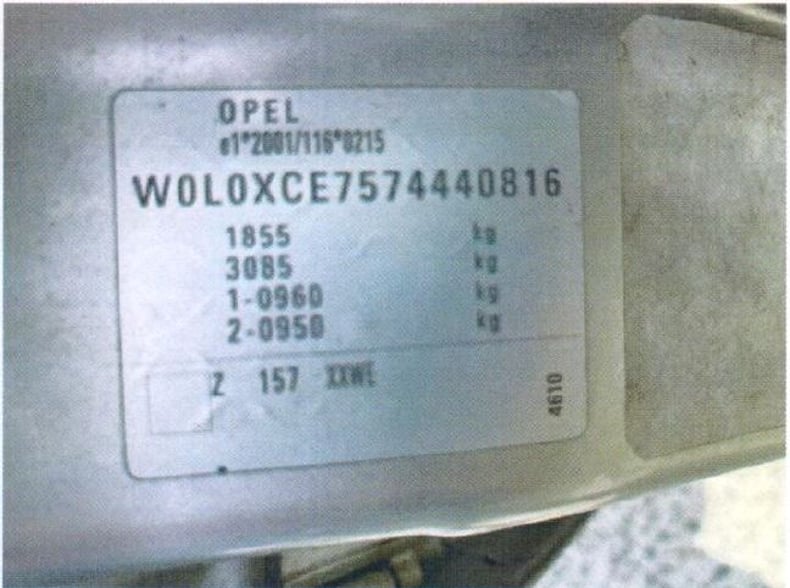 OPEL
e1*2001/116*0215
W0L0XCE7574440816
1855 kg
3085 kg
1-0960 kg
2-0950 kg
Z 157 XXWE
4610